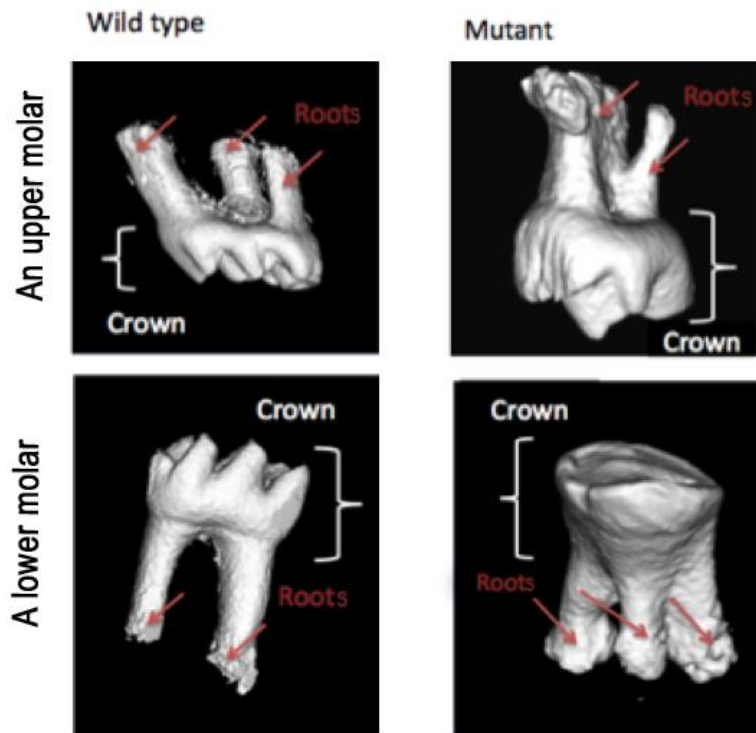 Wild type
Mutant
An upper molar
Roots
Crown
Roots
Crown
A lower molar
Crown
Roots
Crown
Roots